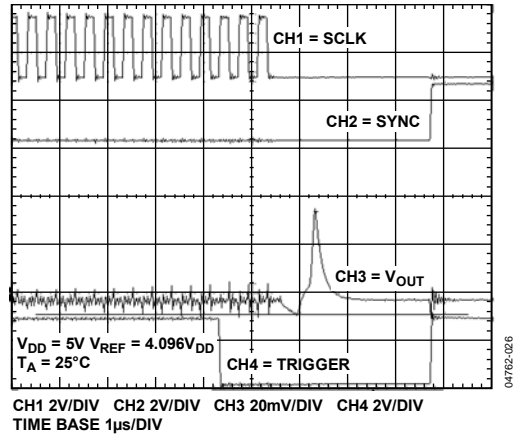 CH1 = SCLK
CH2 = SYNC
CH3 = VOUT
VDD = 5V VREF = 4.096VDD
TA = 25°C
CH4 = TRIGGER
CH1 2V/DIV CH2 2V/DIV CH3 20mV/DIV CH4 2V/DIV
TIME BASE 1µs/DIV
04762-026